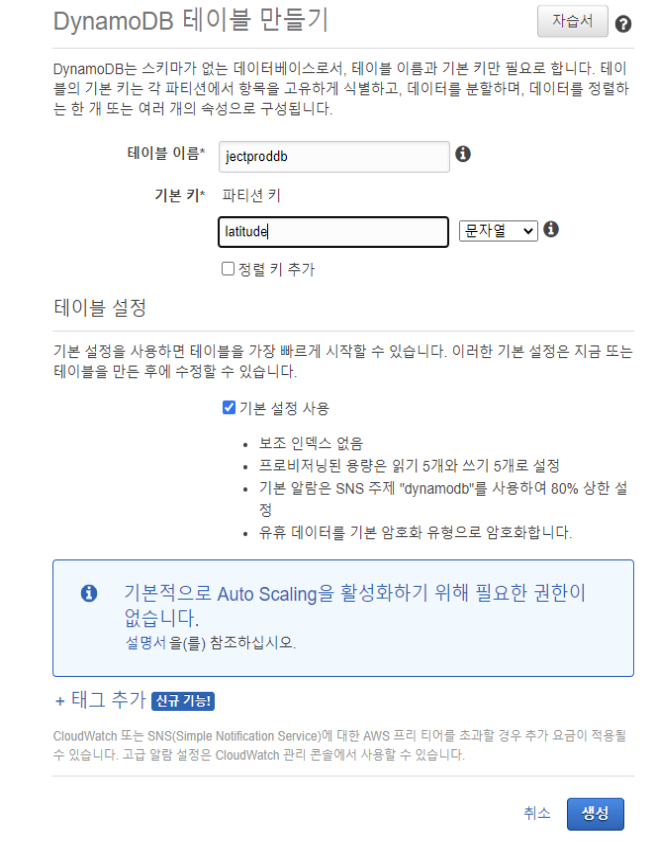 DynamoDB 테이블 만들기
자습서
DynamoDB는 스키마가 없는 데이터베이스로서, 테이블 이름과 기본 키만 필요로 합니다. 테이
블의 기본 키는 각 파티션에서 항목을 고유하게 식별하고, 데이터를 분할하며, 데이터를 정렬하
는 한 개 또는 여러 개의 속성으로 구성됩니다.
테이블 이름* jectproddb
기본 키* 파티션 키
latitude 문자열
정렬 키 추가
테이블 설정
기본 설정을 사용하면 테이블을 가장 빠르게 시작할 수 있습니다. 이러한 기본 설정은 지금 또는
테이블을 만든 후에 수정할 수 있습니다.
기본 설정 사용
• 보조 인덱스 없음
• 프로비저닝된 용량은 읽기 5개와 쓰기 5개로 설정
• 기본 알람은 SNS 주제 "dynamodb"를 사용하여 80% 상한 설
정
• 유휴 데이터를 기본 암호화 유형으로 암호화합니다.
기본적으로 Auto Scaling을 활성화하기 위해 필요한 권한이
없습니다.
설명서 을(를) 참조하십시오.
+ 태그 추가 신규 기능!
CloudWatch 또는 SNS(Simple Notification Service)에 대한 AWS 프리 티어를 초과할 경우 추가 요금이 적용될
수 있습니다. 고급 알람 설정은 CloudWatch 관리 콘솔에서 사용할 수 있습니다.
취소 생성